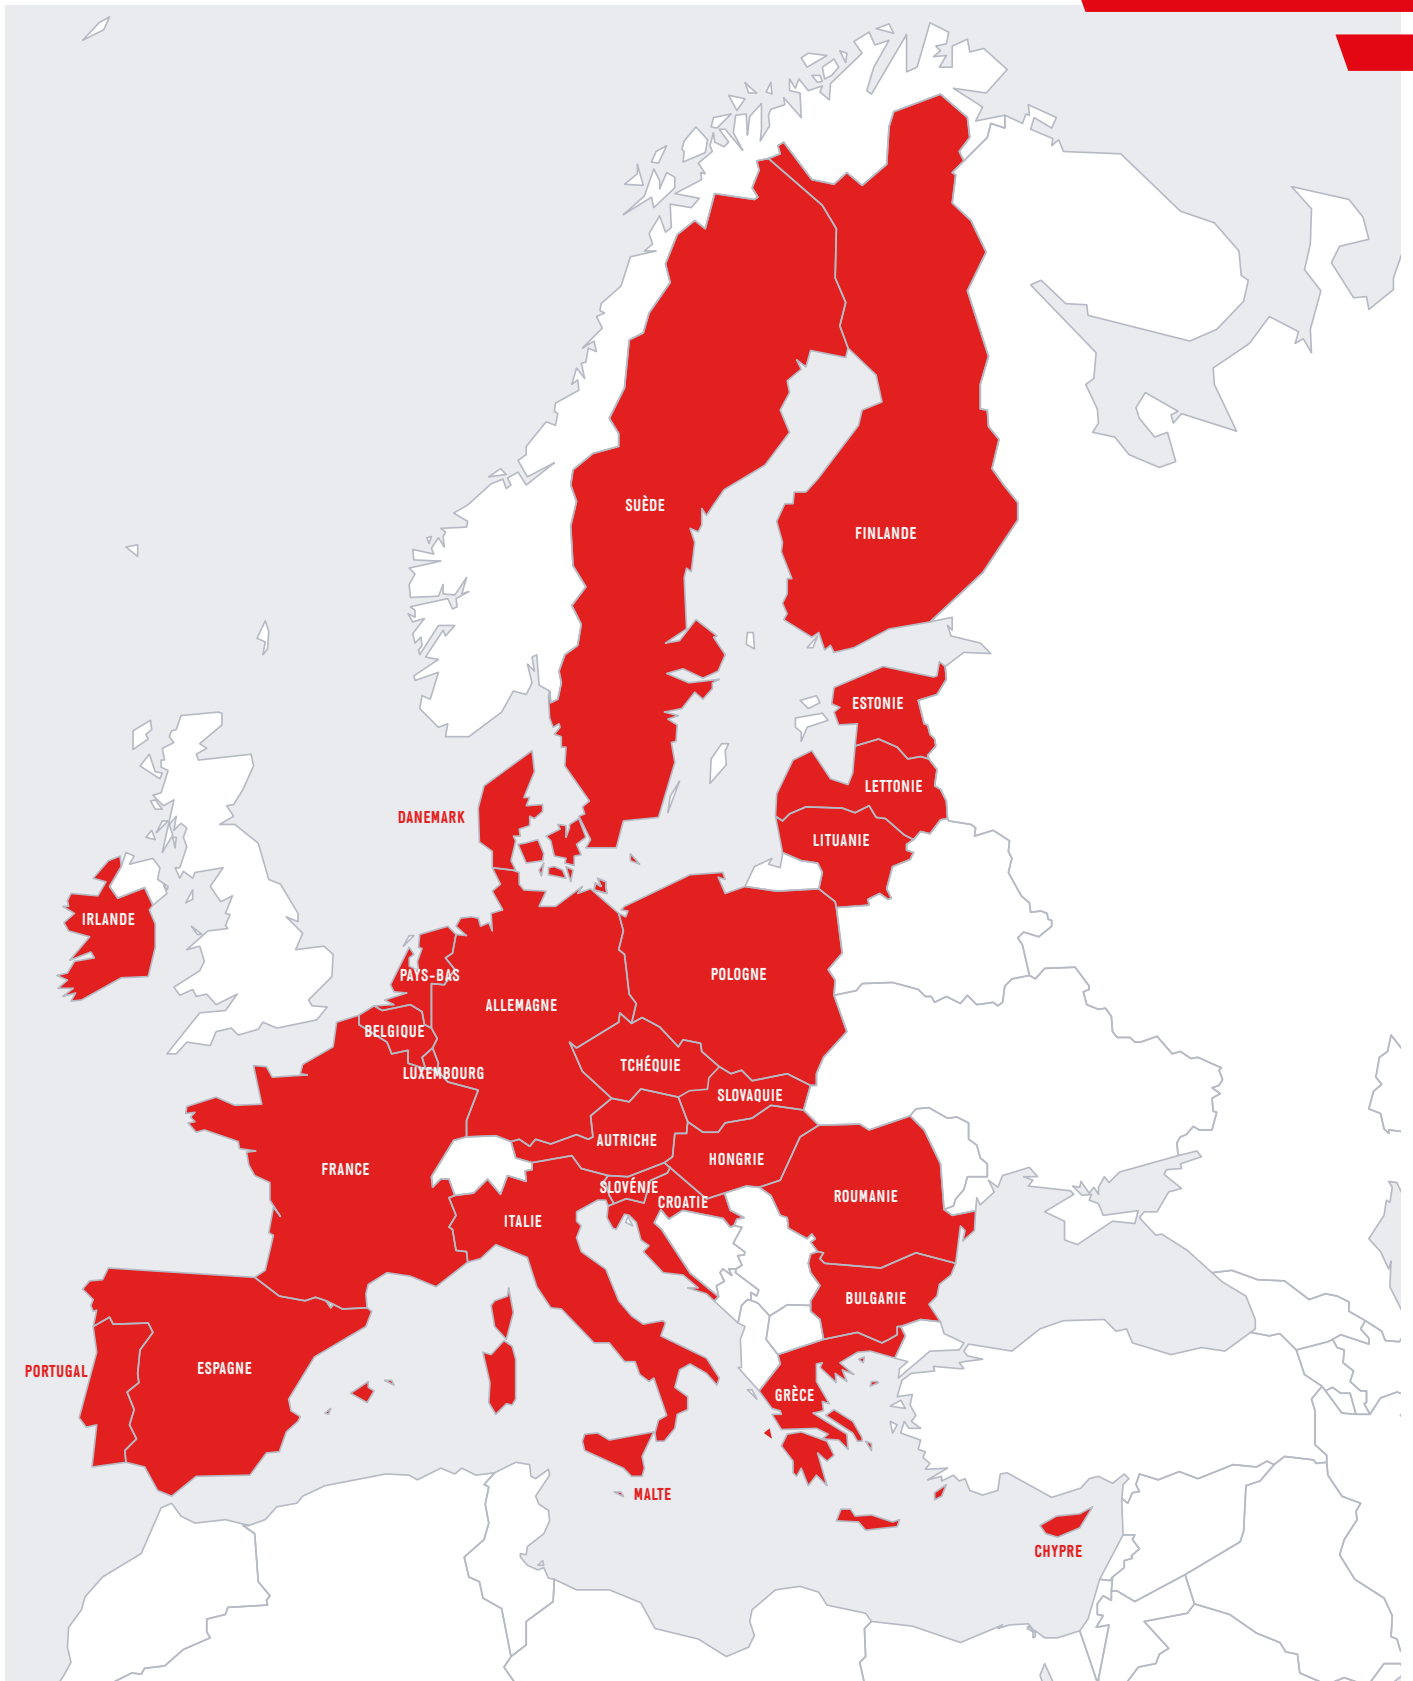 SUÈDE
FINLANDE
ESTONIE
LETTONIE
DANEMARK
LITUANIE
IRLANDE
PAYS-BAS
POLOGNE
ALLEMAGNE
BELGIQUE
TCHÉQUIE
LUXEMBOURG
SLOVAQUIE
AUTRICHE
HONGRIE
FRANCE
SLOVÉNIE
ROUMANIE
CROATIE
ITALIE
BULGARIE
ESPAGNE
PORTUGAL
GRÈCE
MALTE
CHYPRE